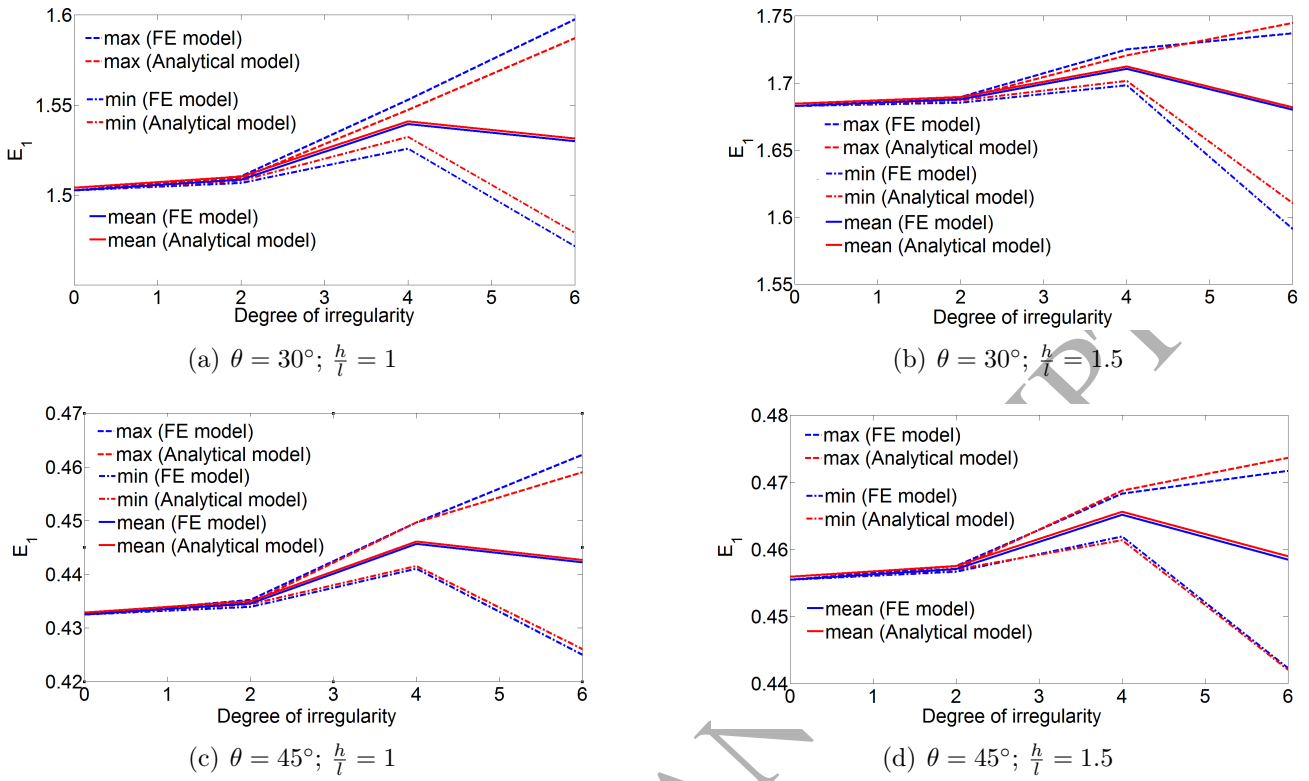 1.6
1.55
1.5
E1
max (FE model)
max (Analytical model)
min (FE model)
min (Analytical model)
mean (FE model)
mean (Analytical model)
0 1 2 3 4 5 6
Degree of irregularity
(a) θ = 30°; h/l = 1
1.75
1.7
1.65
1.6
1.55
E1
max (FE model)
max (Analytical model)
min (FE model)
min (Analytical model)
mean (FE model)
mean (Analytical model)
0 1 2 3 4 5 6
Degree of irregularity
(b) θ = 30°; h/l = 1.5
0.47
0.46
0.45
0.44
0.43
0.42
E1
max (FE model)
max (Analytical model)
min (FE model)
min (Analytical model)
mean (FE model)
mean (Analytical model)
0 1 2 3 4 5 6
Degree of irregularity
(c) θ = 45°; h/l = 1
0.48
0.47
0.46
0.45
0.44
E1
max (FE model)
max (Analytical model)
min (FE model)
min (Analytical model)
mean (FE model)
mean (Analytical model)
0 1 2 3 4 5 6
Degree of irregularity
(d) θ = 45°; h/l = 1.5